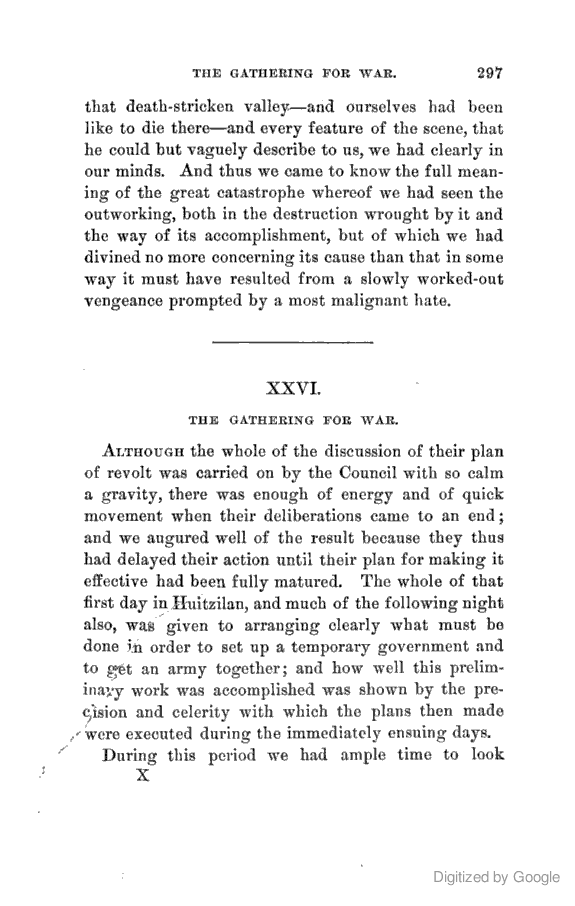 THE GATHERING FOR WAR. 297
that death-stricken valley—and ourselves had been
like to die there—and every feature of the scene, that
he could but vaguely describe to us, we had clearly in
our minds. And thus we came to know the full mean-
ing of the great catastrophe whereof we had seen the
outworking, both in the destruction wrought by it and
the way of its accomplishment, but of which we had
divined no more concerning its cause than that in some
way it must have resulted from a slowly worked-out
vengeance prompted by a most malignant hate.
XXVI.
THE GATHERING FOR WAR.
ALTHOUGH the whole of the discussion of their plan
of revolt was carried on by the Council with so calm
a gravity, there was enough of energy and of quick
movement when their deliberations came to an end;
and we augured well of the result because they thus
had delayed their action until their plan for making it
effective had been fully matured. The whole of that
first day in Huitzilan, and much of the following night
also, was given to arranging clearly what must be
done in order to set up a temporary government and
to get an army together; and how well this prelim-
inary work was accomplished was shown by the pre-
cision and celerity with which the plans then made
were executed during the immediately ensuing days.
During this period we had ample time to look
X
Digitized by Google